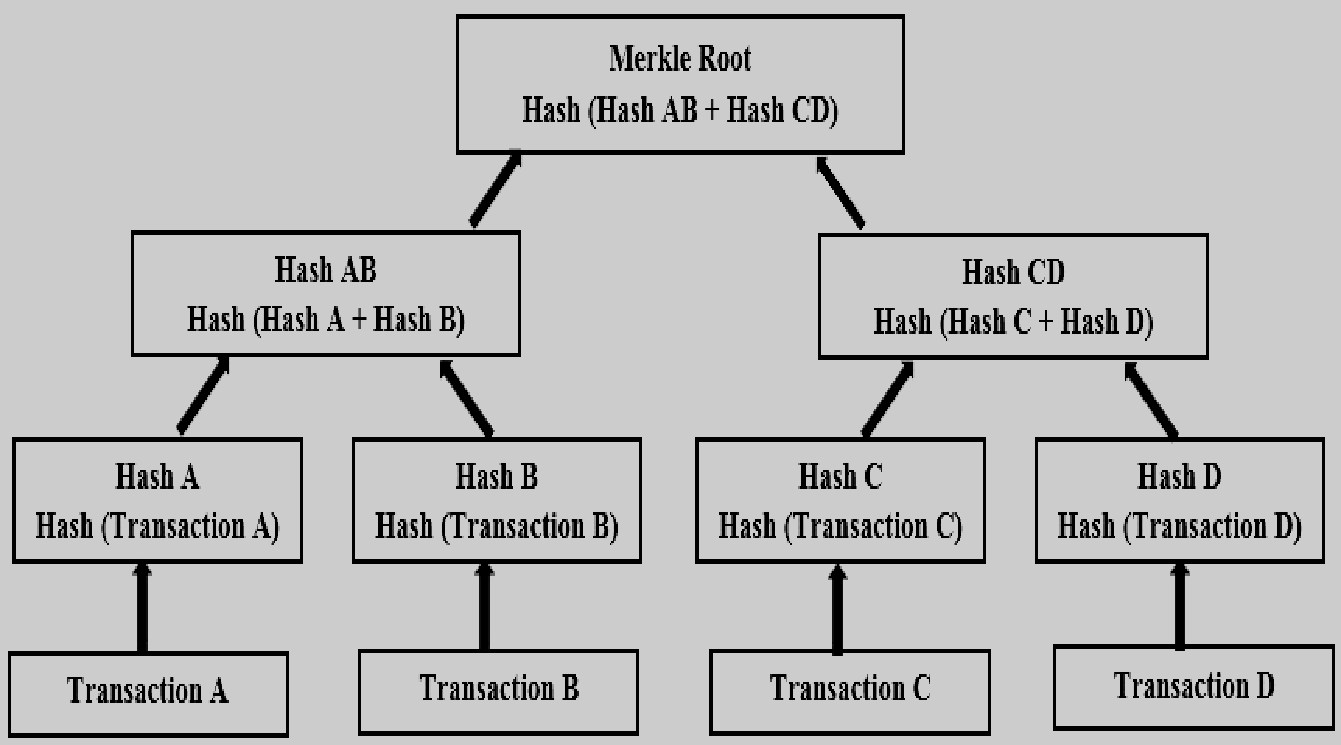 Merkle Root
Hash (Hash AB + Hash CD)
Hash AB
Hash (Hash A + Hash B)
Hash CD
Hash (Hash C + Hash D)
Hash A
Hash (Transaction A)
Hash B
Hash (Transaction B)
Hash C
Hash (Transaction C)
Hash D
Hash (Transaction D)
Transaction A
Transaction B
Transaction C
Transaction D